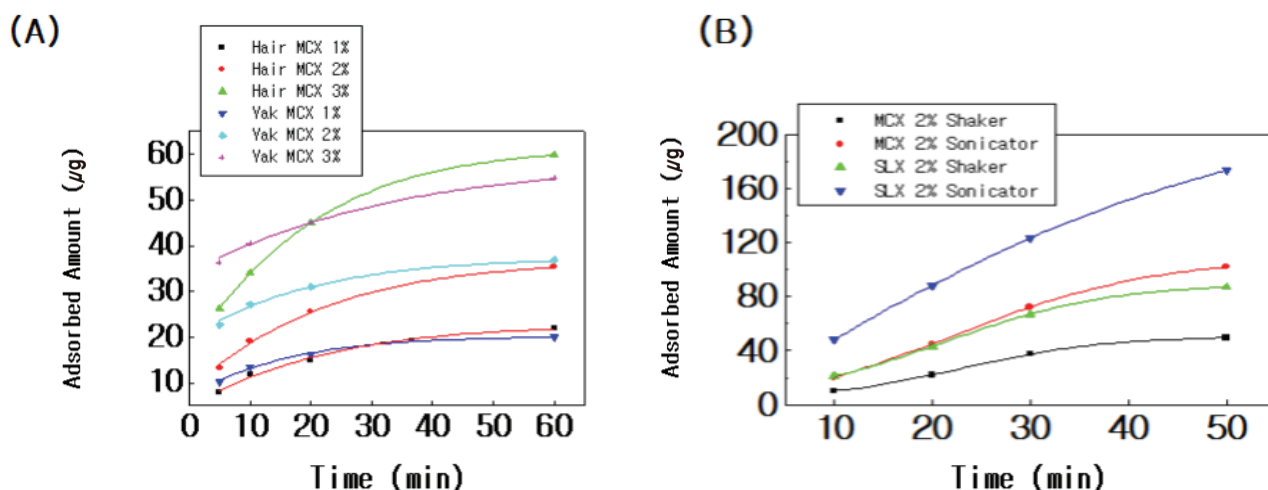 (A)
Hair MCX 1%
Hair MCX 2%
Hair MCX 3%
Yak MCX 1%
Yak MCX 2%
Yak MCX 3%
Adsorbed Amount (㎍)
60
50
40
30
20
10
0 10 20 30 40 50 60
Time (min)
(B)
MCX 2% Shaker
MCX 2% Sonicator
SLX 2% Shaker
SLX 2% Sonicator
Adsorbed Amount (㎍)
200
160
120
80
40
0
10 20 30 40 50
Time (min)